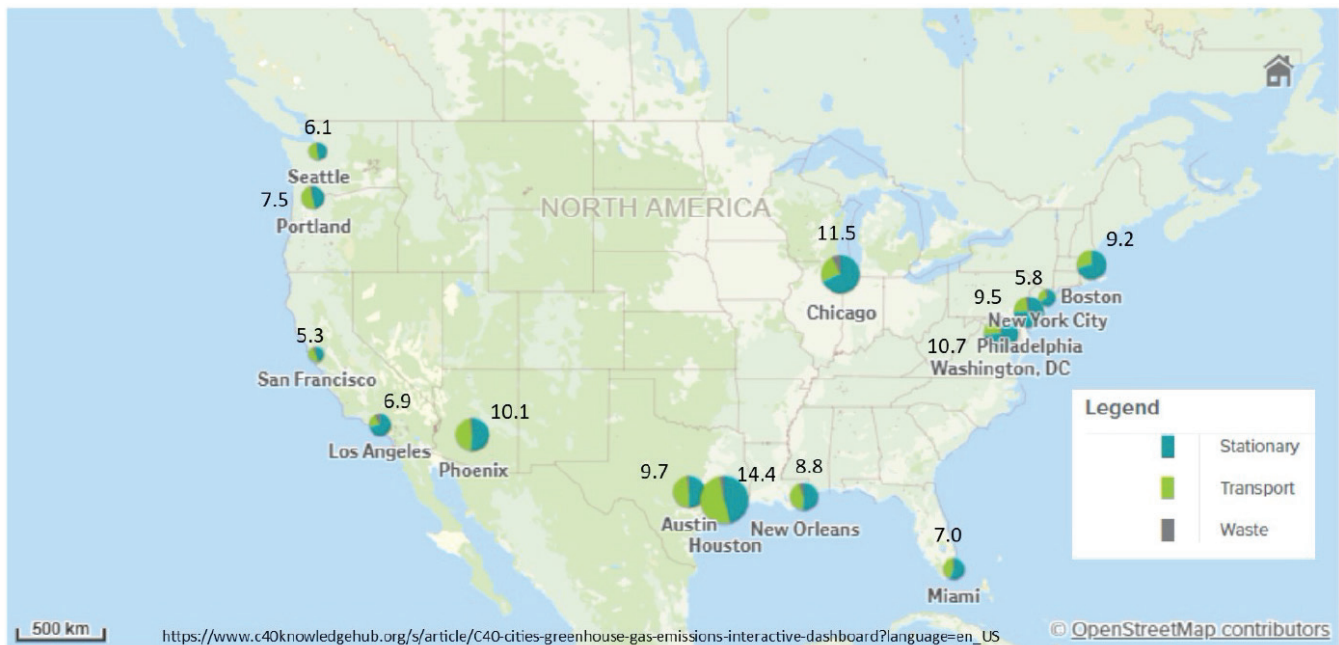 6.1
Seattle
7.5
Portland
NORTH AMERICA
11.5
Chicago
9.2
5.8
Boston
9.5
New York City
10.7
Philadelphia
Washington, DC
5.3
San Francisco
6.9
Los Angeles
10.1
Phoenix
9.7
Austin
14.4
Houston
8.8
New Orleans
7.0
Miami
Legend
Stationary
Transport
Waste
500 km
https://www.c40knowledgehub.org/s/article/C40-cities-greenhouse-gas-emissions-interactive-dashboard?language=en_US
© OpenStreetMap contributors